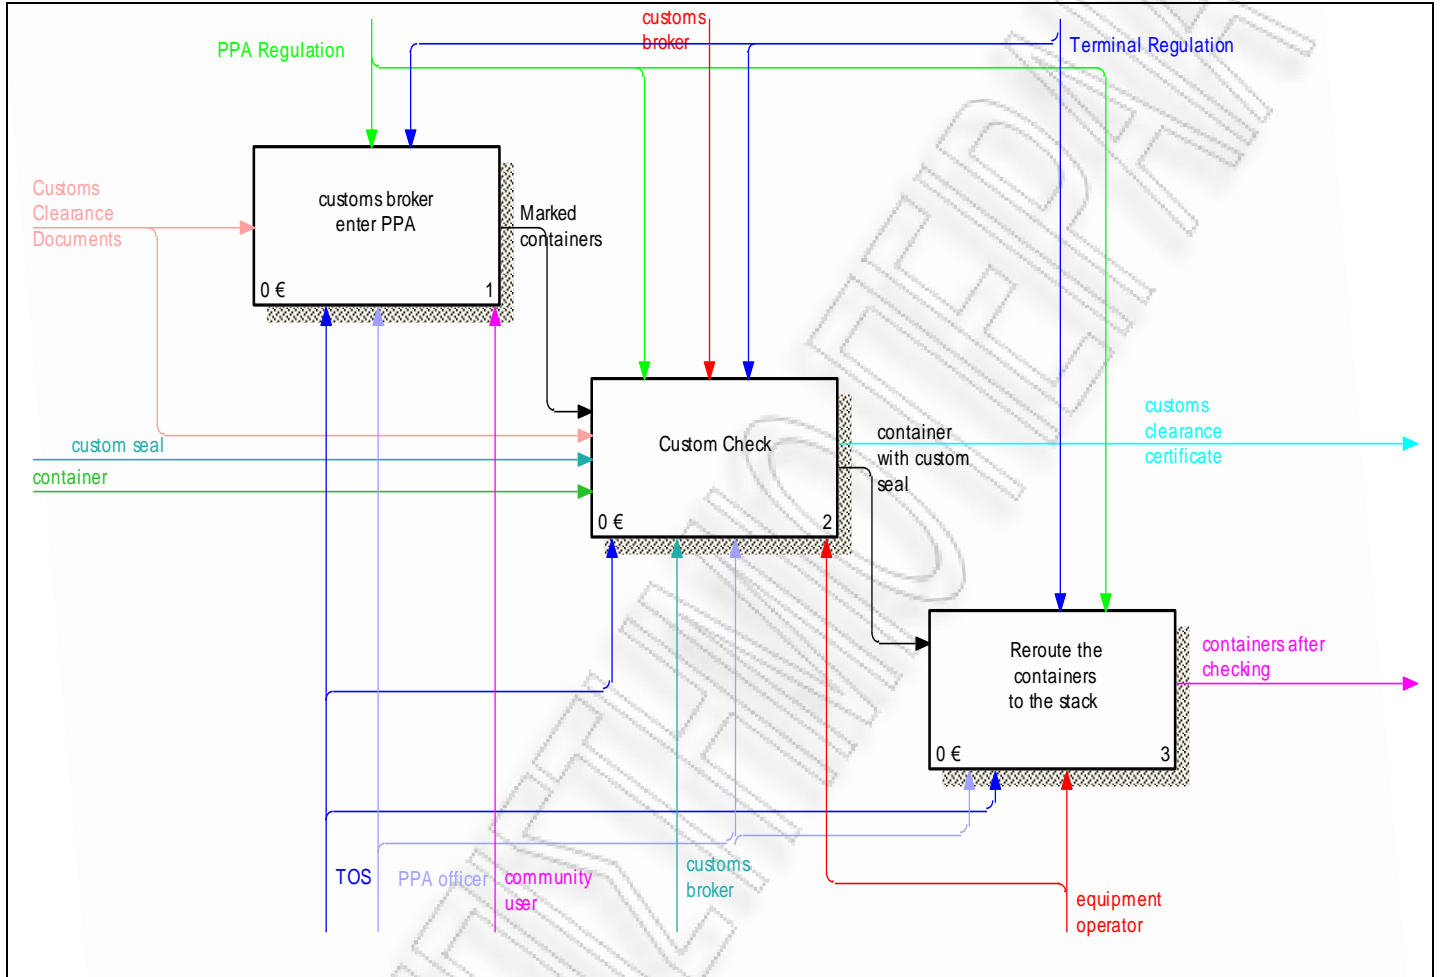 customs
broker
PPA Regulation
Terminal Regulation
Customs
Clearance
Documents
customs broker
enter PPA
0 €
1
Marked
containers
custom seal
container
Custom Check
0 €
2
container
with custom
seal
customs
clearance
certificate
Reroute the
containers
to the stack
0 €
3
containers after
checking
TOS
PPA officer
community
user
customs
broker
equipment
operator